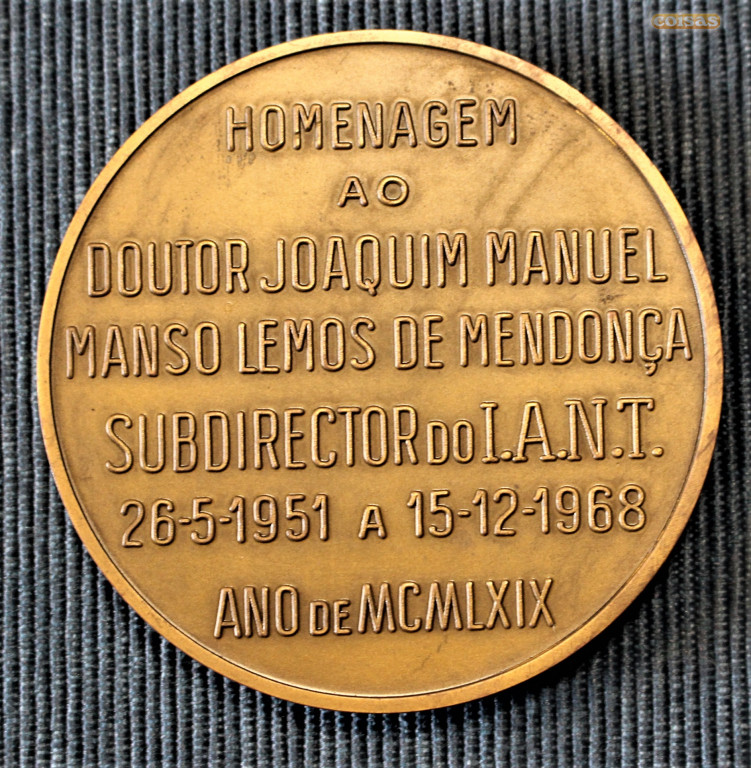 coisas
HOMENAGEM
AO
DOUTOR JOAQUIM MANUEL
MANSO LEMOS DE MENDONÇA
SUBDIRECTOR DO I.A.N.T.
26-5-1951 A 15-12-1968
ANO DE MCMLXIX